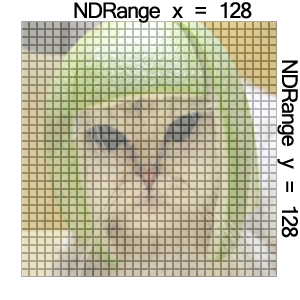 NDRange x = 128
NDRange y = 128